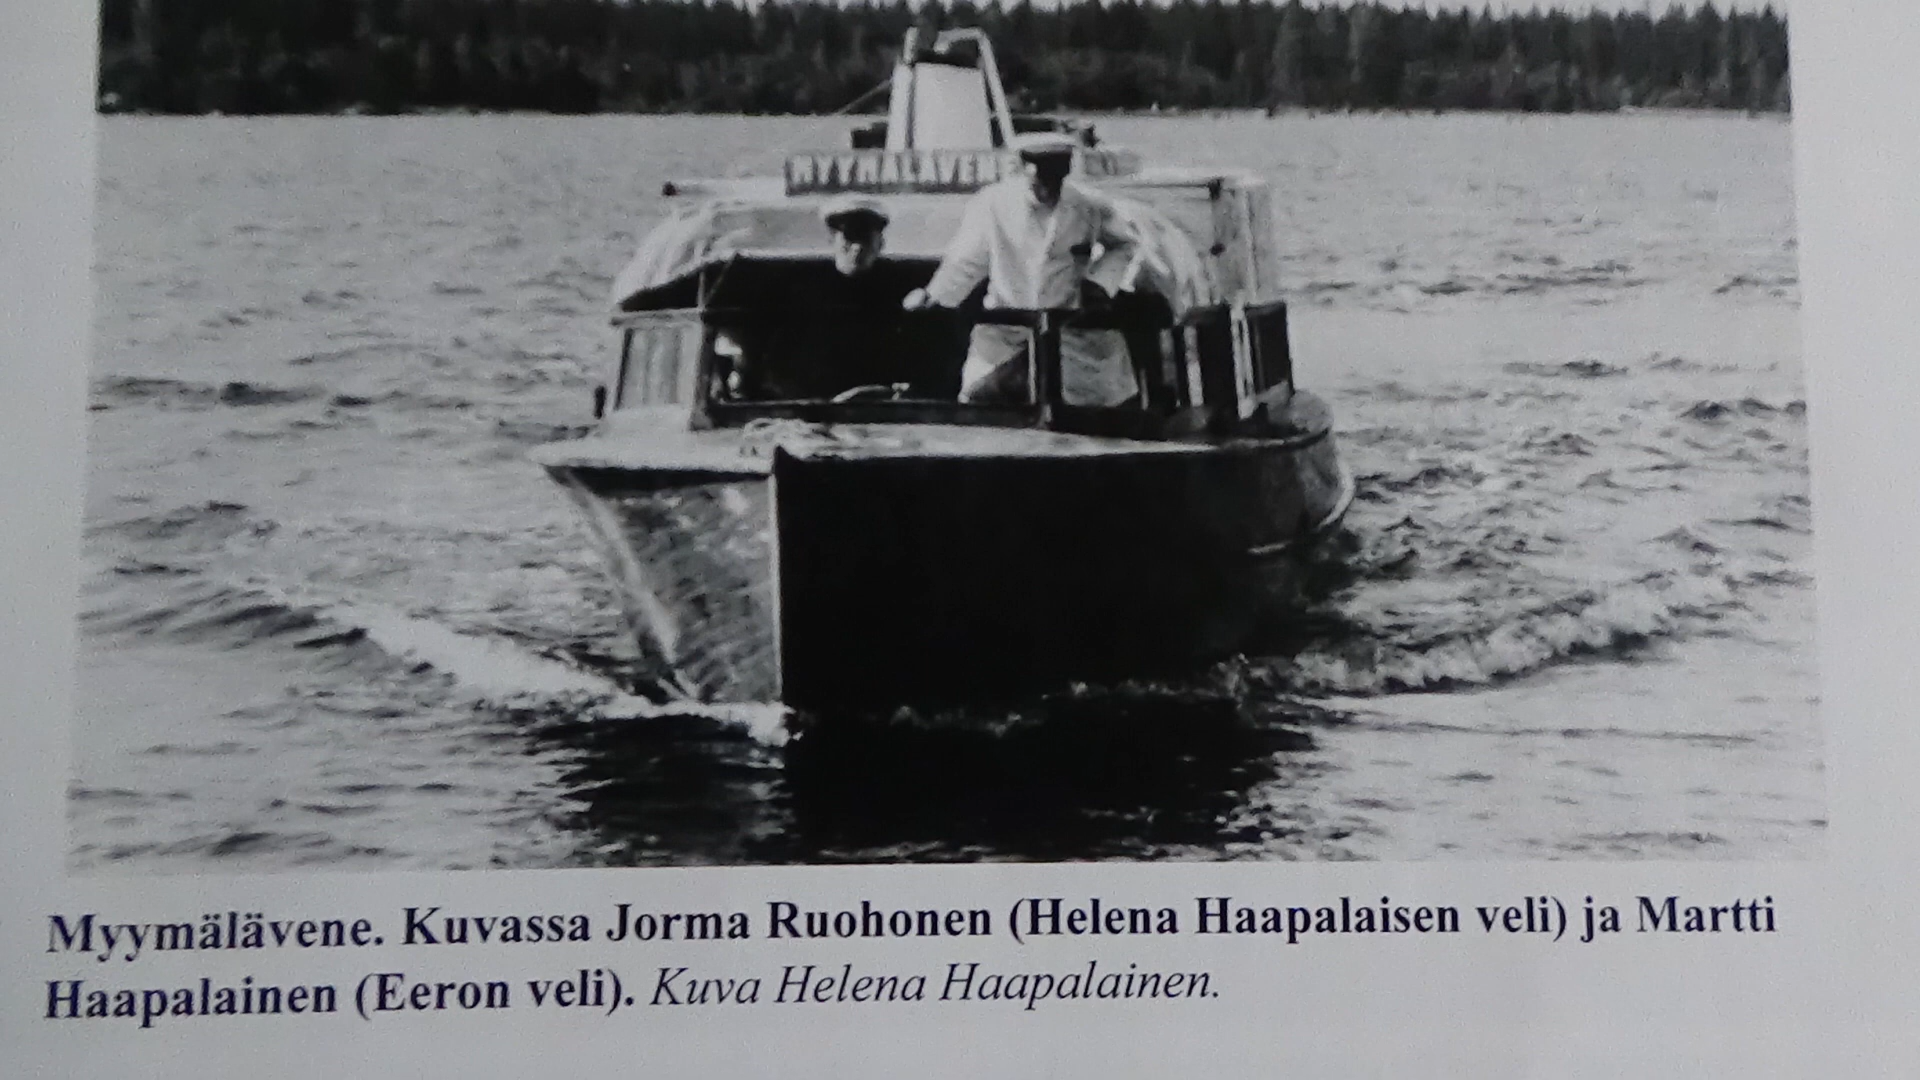 MYYMÄLÄVENE
Myymälävene. Kuvassa Jorma Ruohonen (Helena Haapalaisen veli) ja Martti
Haapalainen (Eeron veli). Kuva Helena Haapalainen.